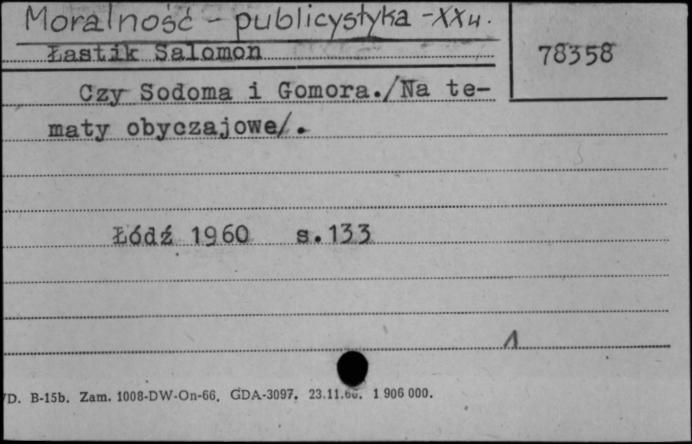 Moralność - publicystyka - XX w.
Łastik Salomon
78358
Czy Sodoma i Gomora./Na te-
maty obyczajowe/.
Łódź 1960 s.133
1
D. B-15b. Zam. 1008-DW-On-66. GDA-3097. 23.11.66. 1 906 000.